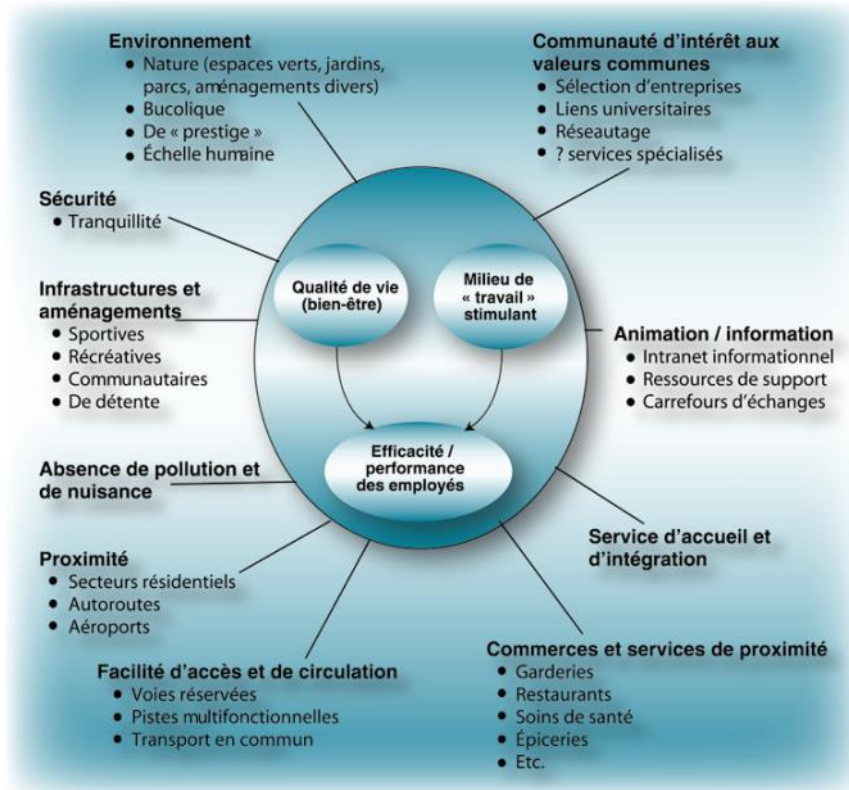 Environnement
• Nature (espaces verts, jardins,
parcs, aménagements divers)
• Bucolique
• De « prestige »
• Échelle humaine
Communauté d'intérêt aux
valeurs communes
• Sélection d'entreprises
• Liens universitaires
• Réseautage
• ? services spécialisés
Sécurité
• Tranquillité
Qualité de vie
(bien-être)
Milieu de
« travail »
stimulant
Infrastructures et
aménagements
• Sportives
• Récréatives
• Communautaires
• De détente
Animation / information
• Intranet informationnel
• Ressources de support
• Carrefours d'échanges
Efficacité /
performance
des employés
Absence de pollution et
de nuisance
Service d'accueil et
d'intégration
Proximité
• Secteurs résidentiels
• Autoroutes
• Aéroports
Facilité d'accès et de circulation
• Voies réservées
• Pistes multifonctionnelles
• Transport en commun
Commerces et services de proximité
• Garderies
• Restaurants
• Soins de santé
• Épiceries
• Etc.